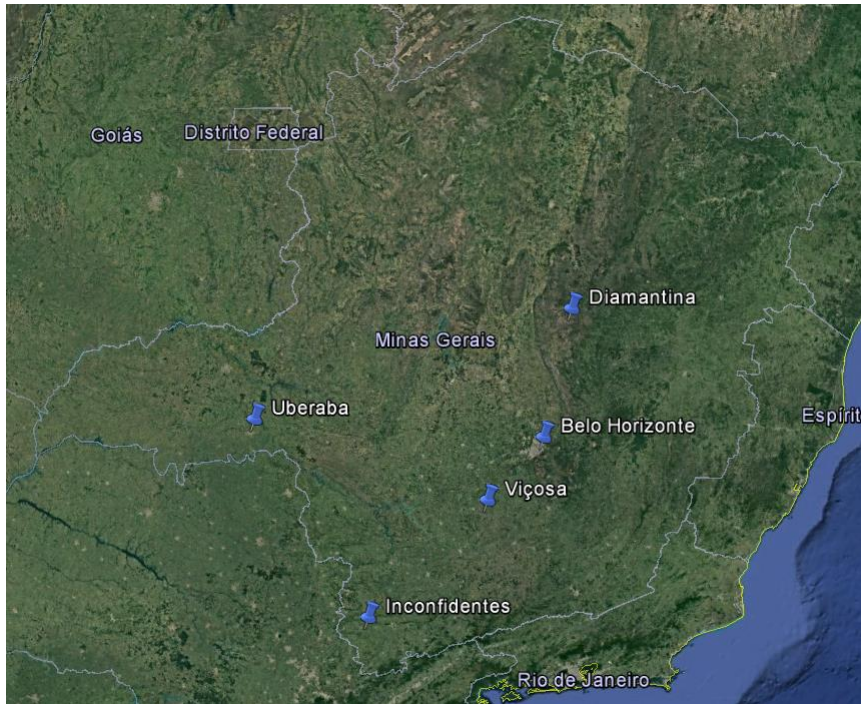 Goiás
Distrito Federal
Diamantina
Minas Gerais
Uberaba
Belo Horizonte
Espírit
Viçosa
Inconfidentes
Rio de Janeiro